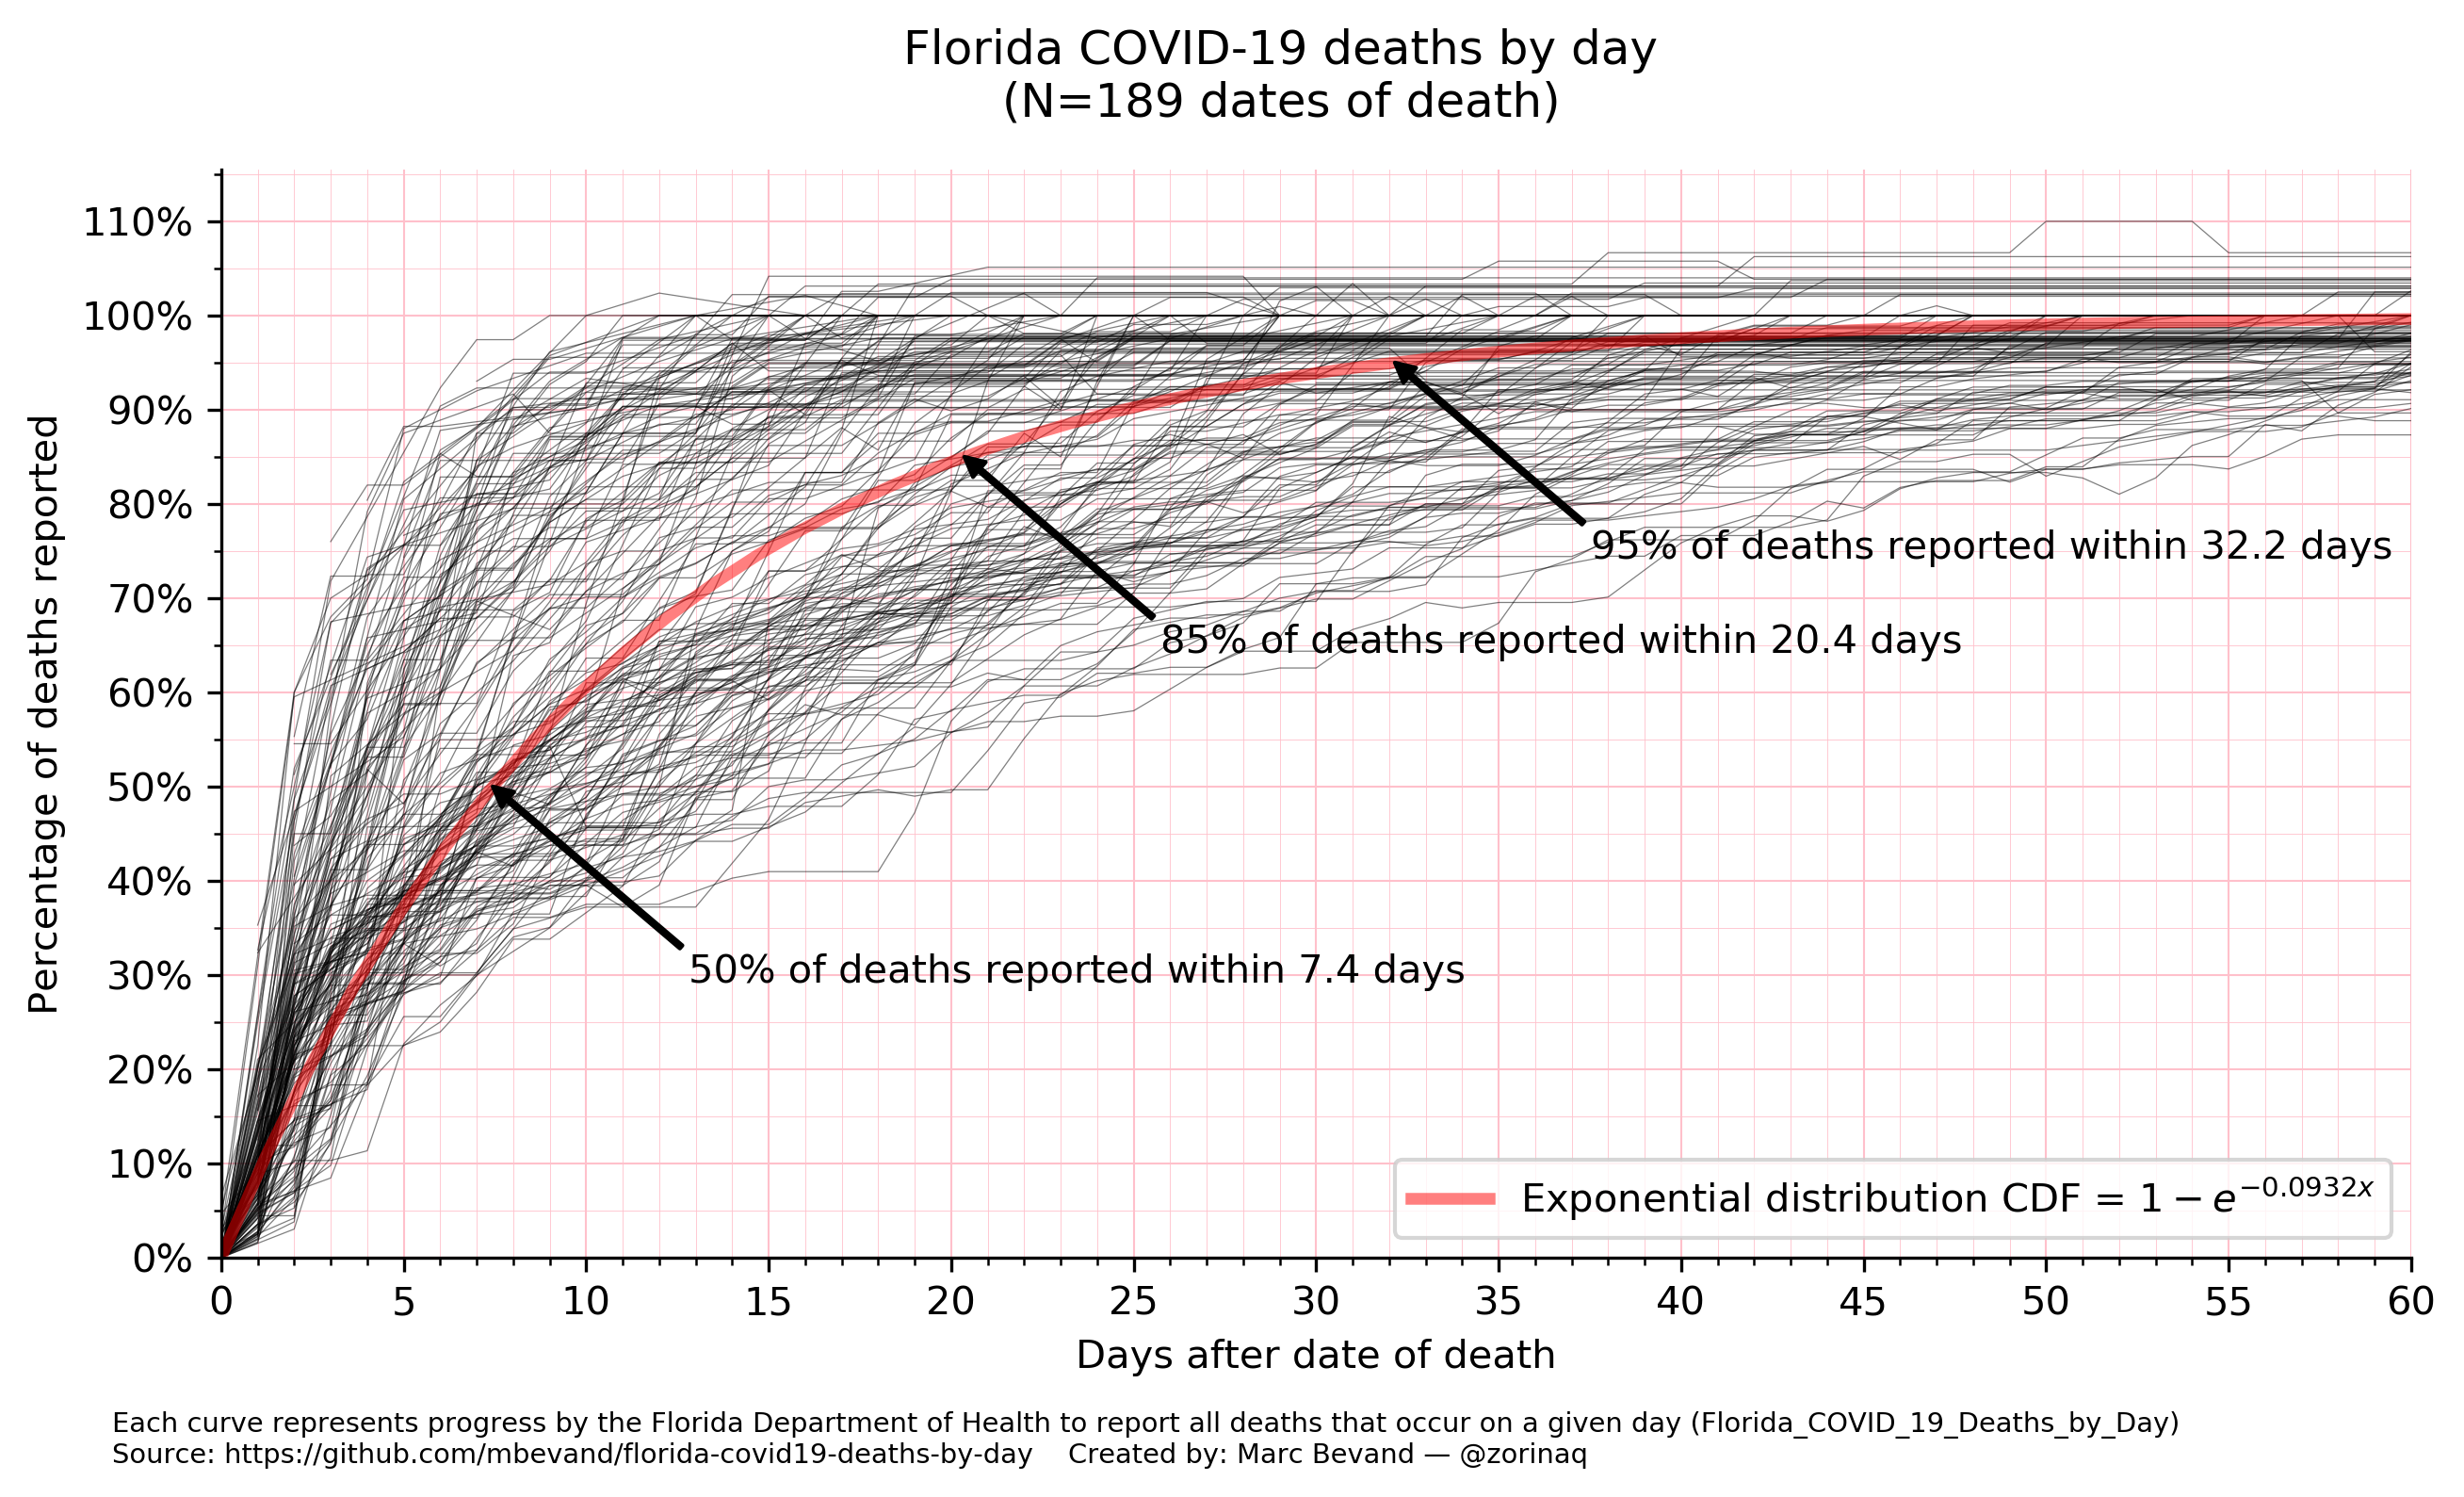 Florida COVID-19 deaths by day
(N=189 dates of death)
110%
100%
90%
80%
70%
60%
50%
40%
30%
20%
10%
0%
Percentage of deaths reported
95% of deaths reported within 32.2 days
85% of deaths reported within 20.4 days
50% of deaths reported within 7.4 days
Exponential distribution CDF = 1 − e^{−0.0932x}
0 5 10 15 20 25 30 35 40 45 50 55 60
Days after date of death
Each curve represents progress by the Florida Department of Health to report all deaths that occur on a given day (Florida_COVID_19_Deaths_by_Day)
Source: https://github.com/mbevand/florida-covid19-deaths-by-day Created by: Marc Bevand — @zorinaq